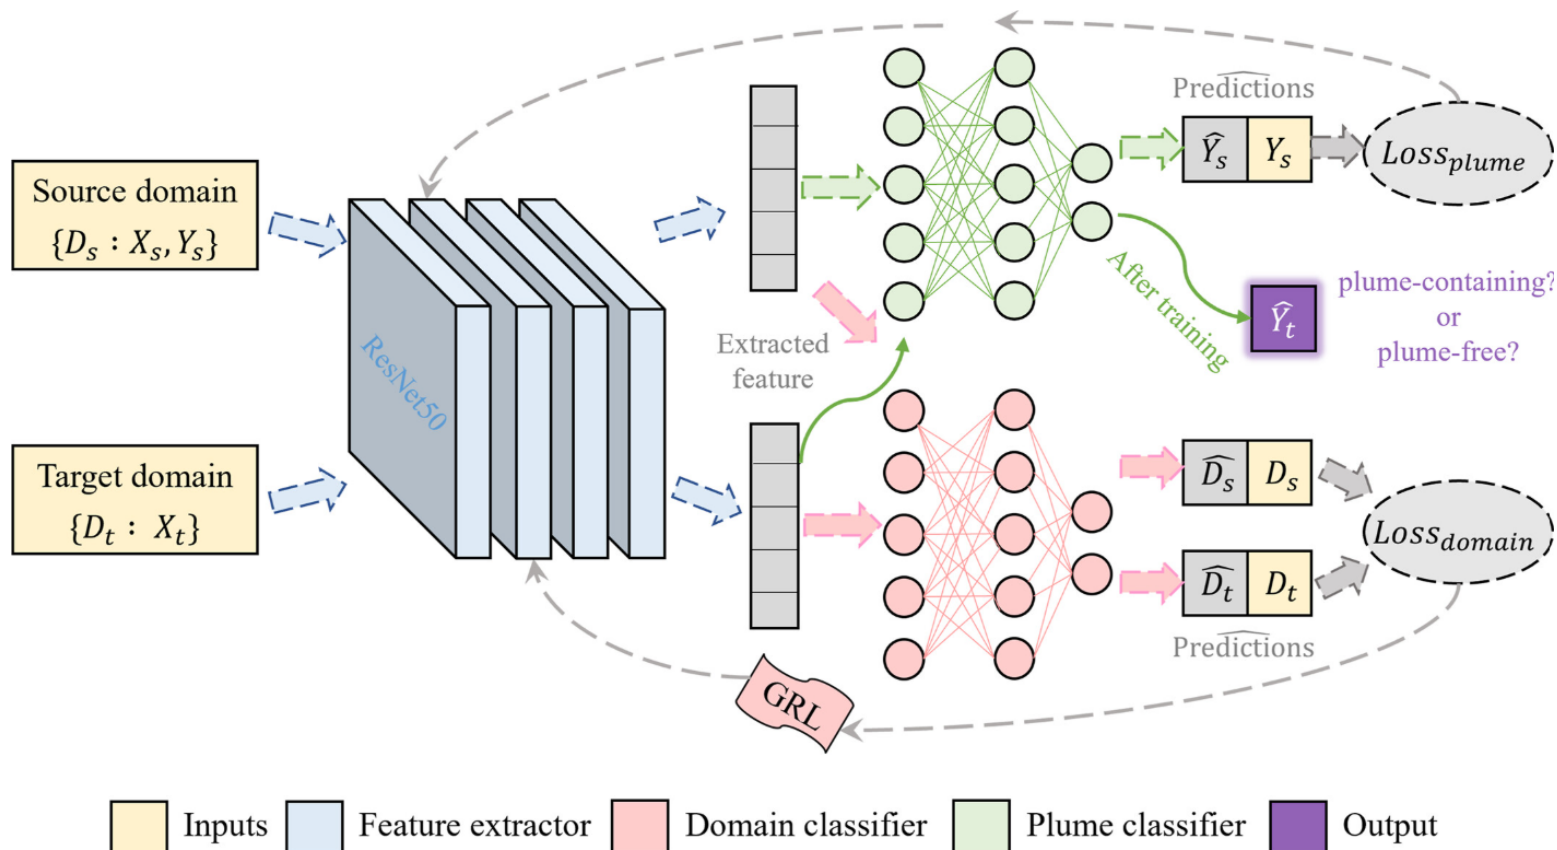 Source domain
{D_s : X_s, Y_s}
Target domain
{D_t : X_t}
ResNet50
Extracted
feature
GRL
After training
Predictions
Ŷ_s Y_s
Loss_plume
Ŷ_t
plume-containing?
or
plume-free?
D̂_s D_s
D̂_t D_t
Predictions
Loss_domain
Inputs
Feature extractor
Domain classifier
Plume classifier
Output